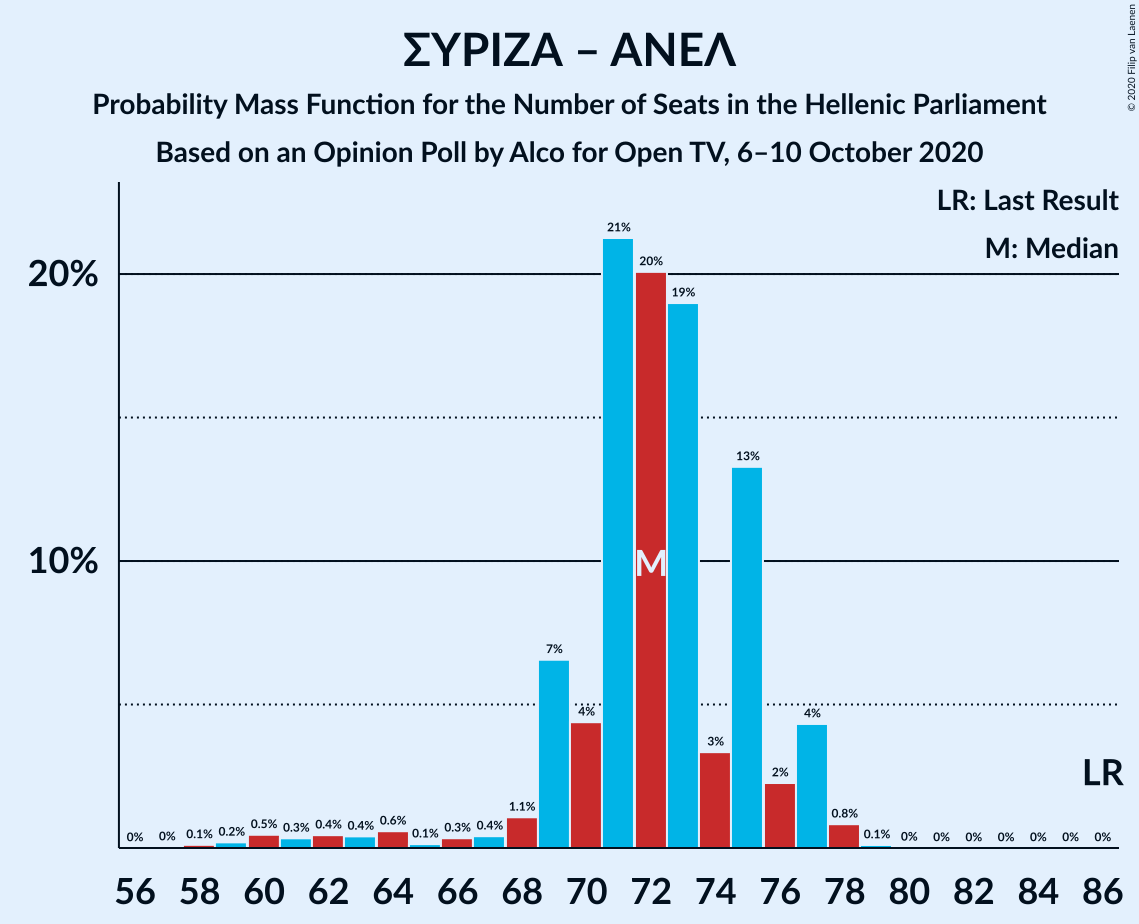 ΣΥΡΙΖΑ – ΑΝΕΛ
Probability Mass Function for the Number of Seats in the Hellenic Parliament
Based on an Opinion Poll by Alco for Open TV, 6–10 October 2020
© 2020 Filip van Laenen
LR: Last Result
M: Median
20%
10%
0% 0% 0.1% 0.2% 0.5% 0.3% 0.4% 0.4% 0.6% 0.1% 0.3% 0.4% 1.1% 7% 4% 21% 20% 19% 3% 13% 2% 4% 0.8% 0.1% 0% 0% 0% 0% 0% 0% 0%
M
LR
56 58 60 62 64 66 68 70 72 74 76 78 80 82 84 86